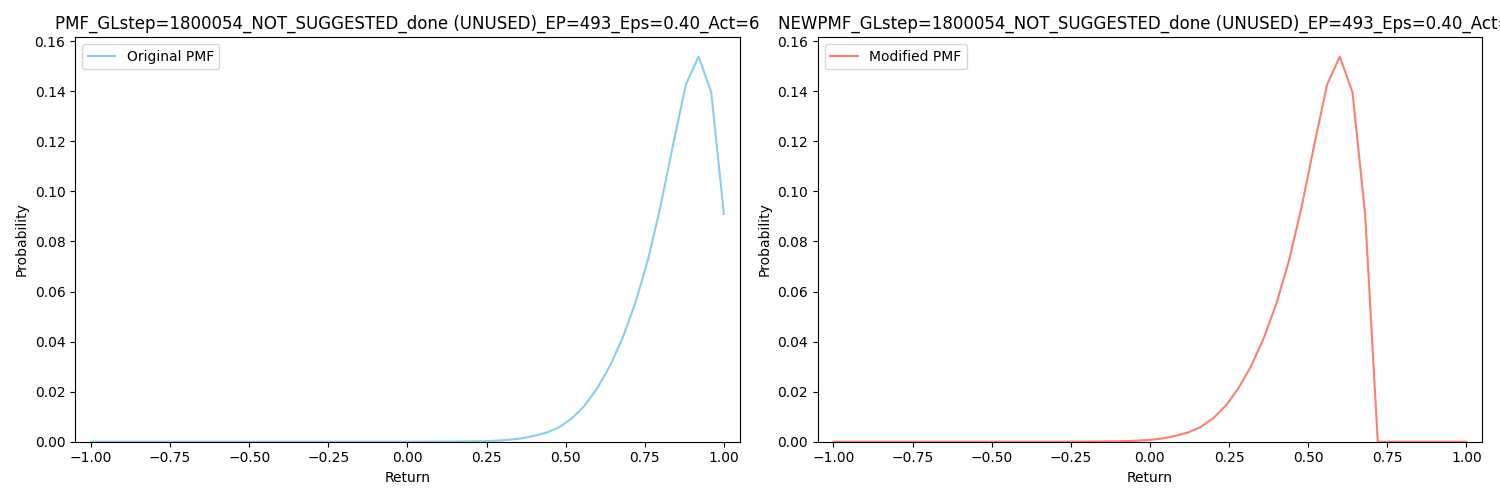 PMF_GLstep=1800054_NOT_SUGGESTED_done (UNUSED)_EP=493_Eps=0.40_Act=6
NEWPMF_GLstep=1800054_NOT_SUGGESTED_done (UNUSED)_EP=493_Eps=0.40_Act=
Original PMF
0.16
0.14
0.12
0.10
0.08
0.06
0.04
0.02
0.00
Probability
−1.00 −0.75 −0.50 −0.25 0.00 0.25 0.50 0.75 1.00
Return
Modified PMF
0.16
0.14
0.12
0.10
0.08
0.06
0.04
0.02
0.00
Probability
−1.00 −0.75 −0.50 −0.25 0.00 0.25 0.50 0.75 1.00
Return